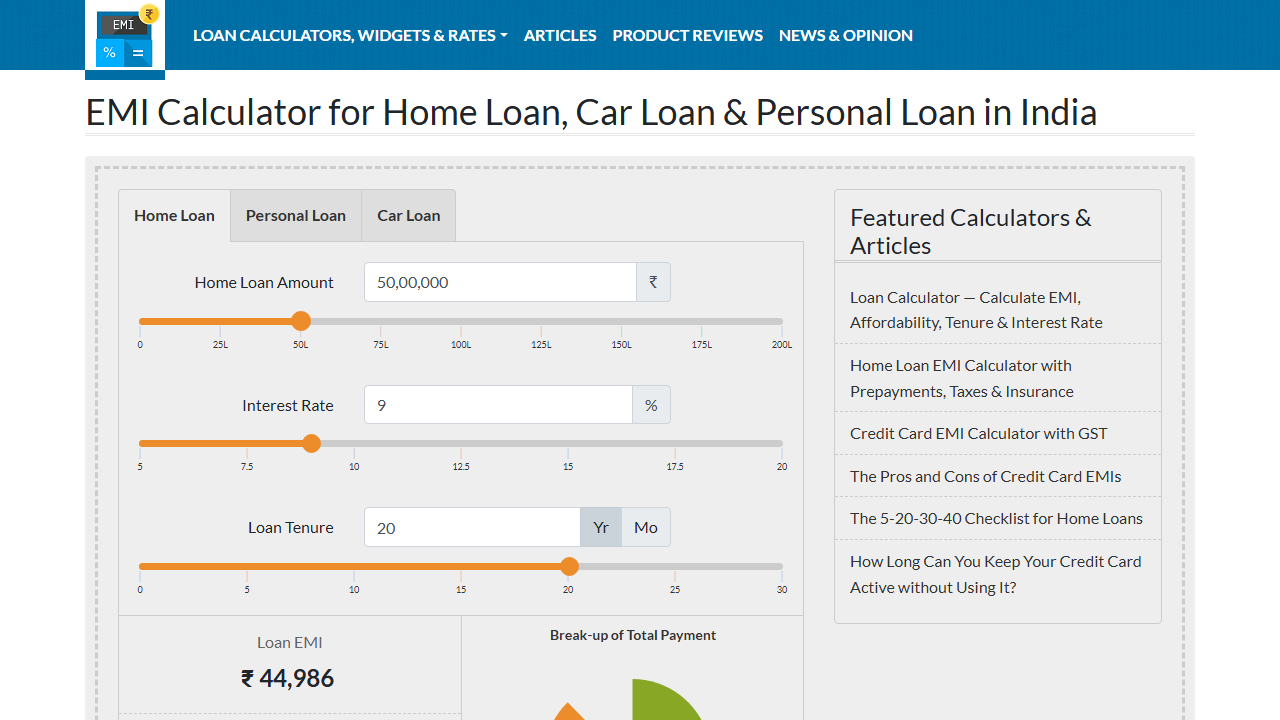 EMI
₹
%
=
LOAN CALCULATORS, WIDGETS & RATES
ARTICLES
PRODUCT REVIEWS
NEWS & OPINION
EMI Calculator for Home Loan, Car Loan & Personal Loan in India
Home Loan
Personal Loan
Car Loan
Home Loan Amount
50,00,000
₹
0 25L 50L 75L 100L 125L 150L 175L 200L
Interest Rate
9
%
5 7.5 10 12.5 15 17.5 20
Loan Tenure
20
Yr
Mo
0 5 10 15 20 25 30
Loan EMI
₹ 44,986
Break-up of Total Payment
Featured Calculators &
Articles
Loan Calculator — Calculate EMI,
Affordability, Tenure & Interest Rate
Home Loan EMI Calculator with
Prepayments, Taxes & Insurance
Credit Card EMI Calculator with GST
The Pros and Cons of Credit Card EMIs
The 5-20-30-40 Checklist for Home Loans
How Long Can You Keep Your Credit Card
Active without Using It?